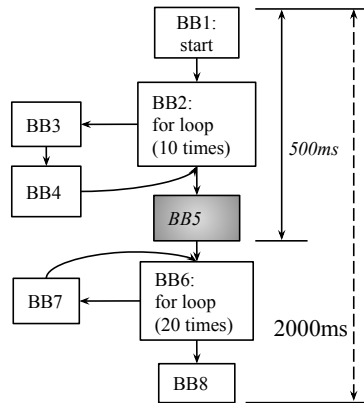 BB1:
start
BB2:
for loop
(10 times)
BB3
BB4
500ms
BB5
BB6:
for loop
(20 times)
BB7
2000ms
BB8